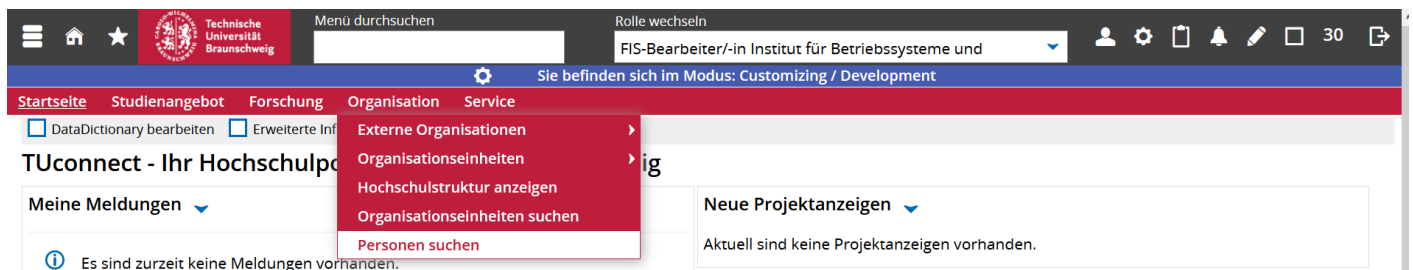 Technische
Universität
Braunschweig
Menü durchsuchen
Rolle wechseln
FIS-Bearbeiter/-in Institut für Betriebssysteme und
30
Sie befinden sich im Modus: Customizing / Development
Startseite Studienangebot Forschung Organisation Service
DataDictionary bearbeiten Erweiterte Inf
Externe Organisationen
Organisationseinheiten
Hochschulstruktur anzeigen
Organisationseinheiten suchen
Personen suchen
TUconnect - Ihr Hochschulpo ig
Meine Meldungen
Es sind zurzeit keine Meldungen vorhanden.
Neue Projektanzeigen
Aktuell sind keine Projektanzeigen vorhanden.